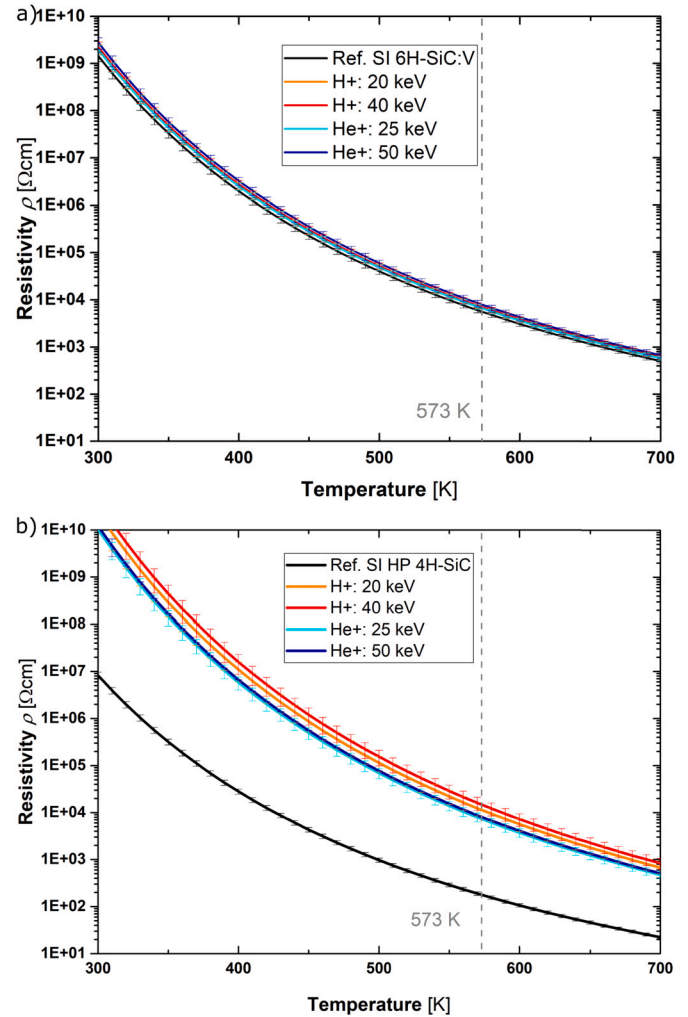 a)
1E+10
1E+09
1E+08
1E+07
1E+06
1E+05
1E+04
1E+03
1E+02
1E+01
Resistivity ρ [Ωcm]
Ref. SI 6H-SiC:V
H+: 20 keV
H+: 40 keV
He+: 25 keV
He+: 50 keV
573 K
300 400 500 600 700
Temperature [K]
b)
1E+10
1E+09
1E+08
1E+07
1E+06
1E+05
1E+04
1E+03
1E+02
1E+01
Resistivity ρ [Ωcm]
Ref. SI HP 4H-SiC
H+: 20 keV
H+: 40 keV
He+: 25 keV
He+: 50 keV
573 K
300 400 500 600 700
Temperature [K]